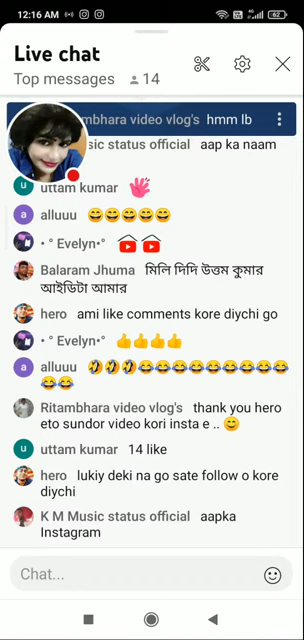 12:16 AM
62
Live chat
Top messages 14
mbhara video vlog's hmm lb
sic status official aap ka naam
uttam kumar
alluuu 😄😄😄😄😄
• ° Evelyn•°
Balaram Jhuma মিলি দিদি উত্তম কুমার
আইডিটা আমার
hero ami like comments kore diychi go
• ° Evelyn•° 👍👍👍👍
alluuu 🤣🤣🤣😂😂😂😂😂😂😂😂😂
😂😂
Ritambhara video vlog's thank you hero
eto sundor video kori insta e .. 😊
uttam kumar 14 like
hero lukiy deki na go sate follow o kore
diychi
K M Music status official aapka
Instagram
Chat...